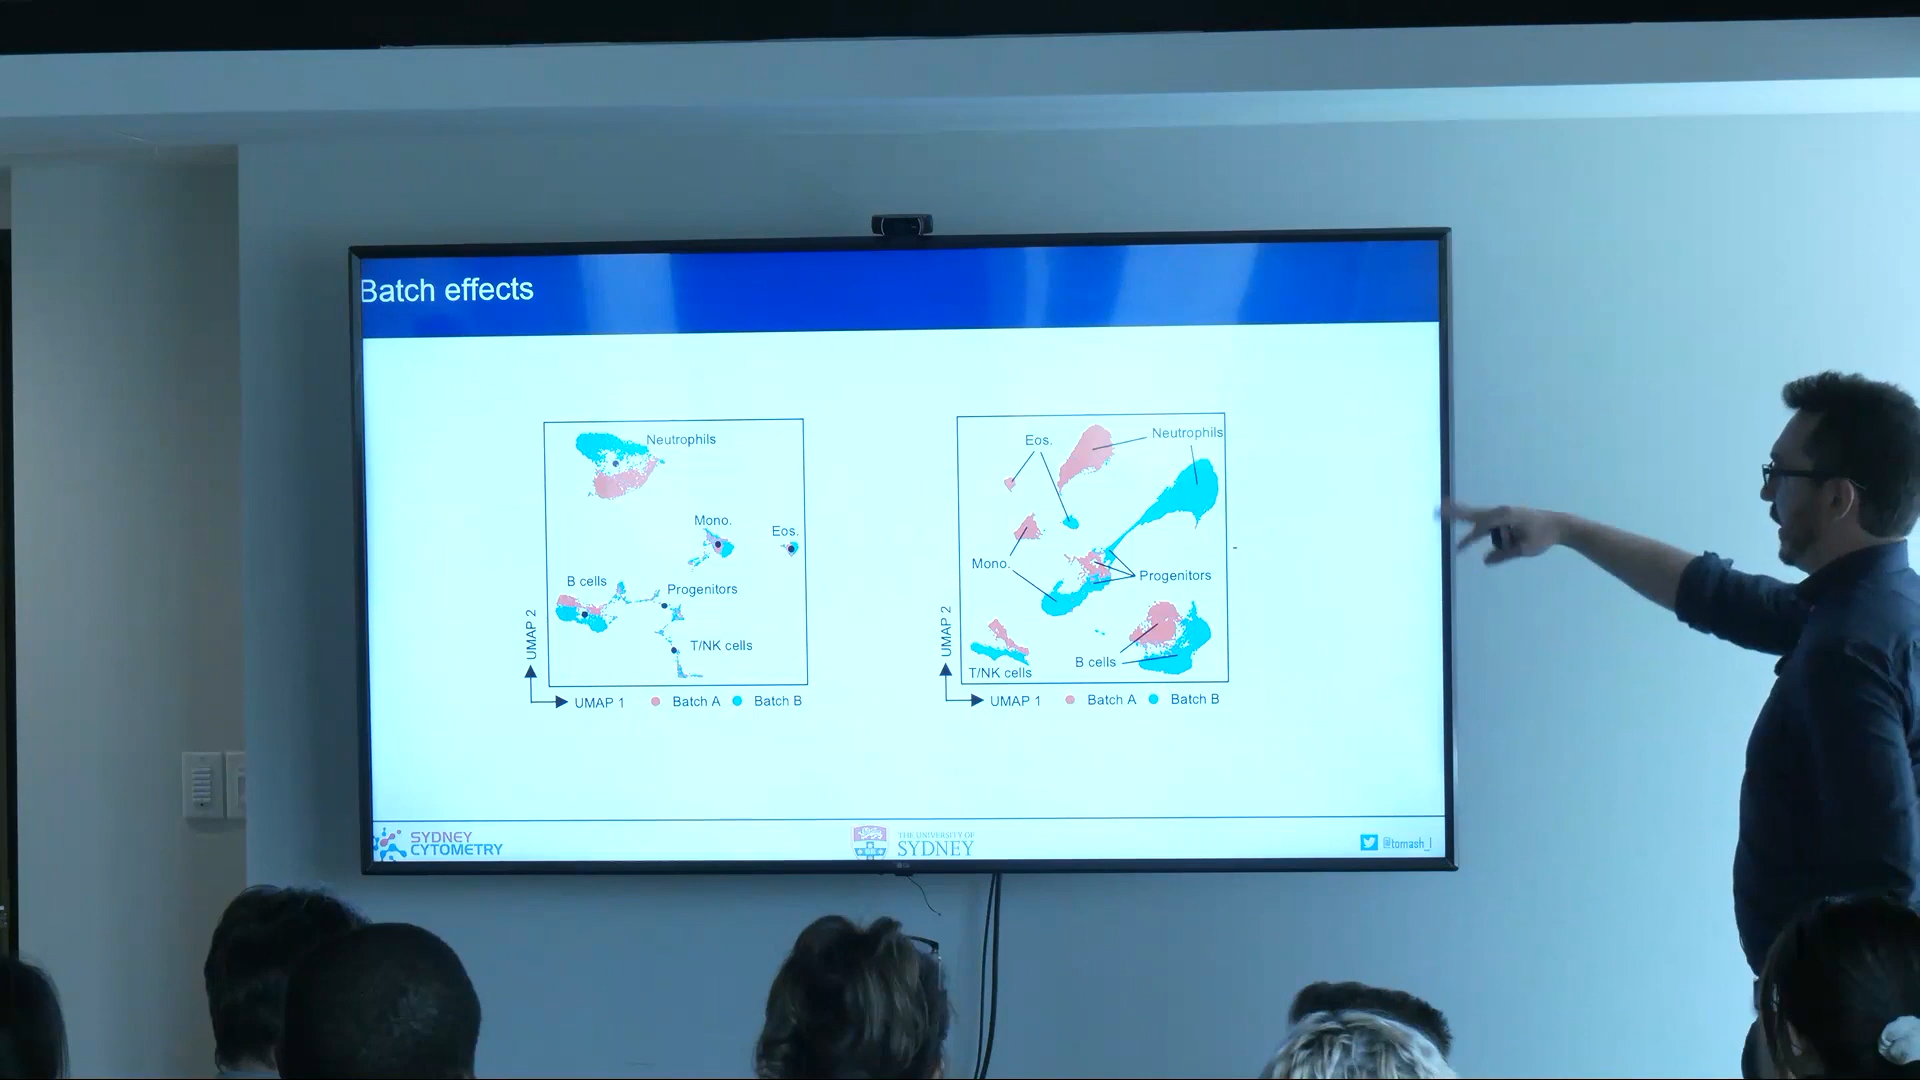 Batch effects
Neutrophils
Mono.
Eos.
B cells
Progenitors
T/NK cells
UMAP 2
UMAP 1
Batch A
Batch B
Eos.
Neutrophils
Mono.
Progenitors
B cells
T/NK cells
UMAP 2
UMAP 1
Batch A
Batch B
SYDNEY
CYTOMETRY
THE UNIVERSITY OF
SYDNEY
@tomash_l
LG